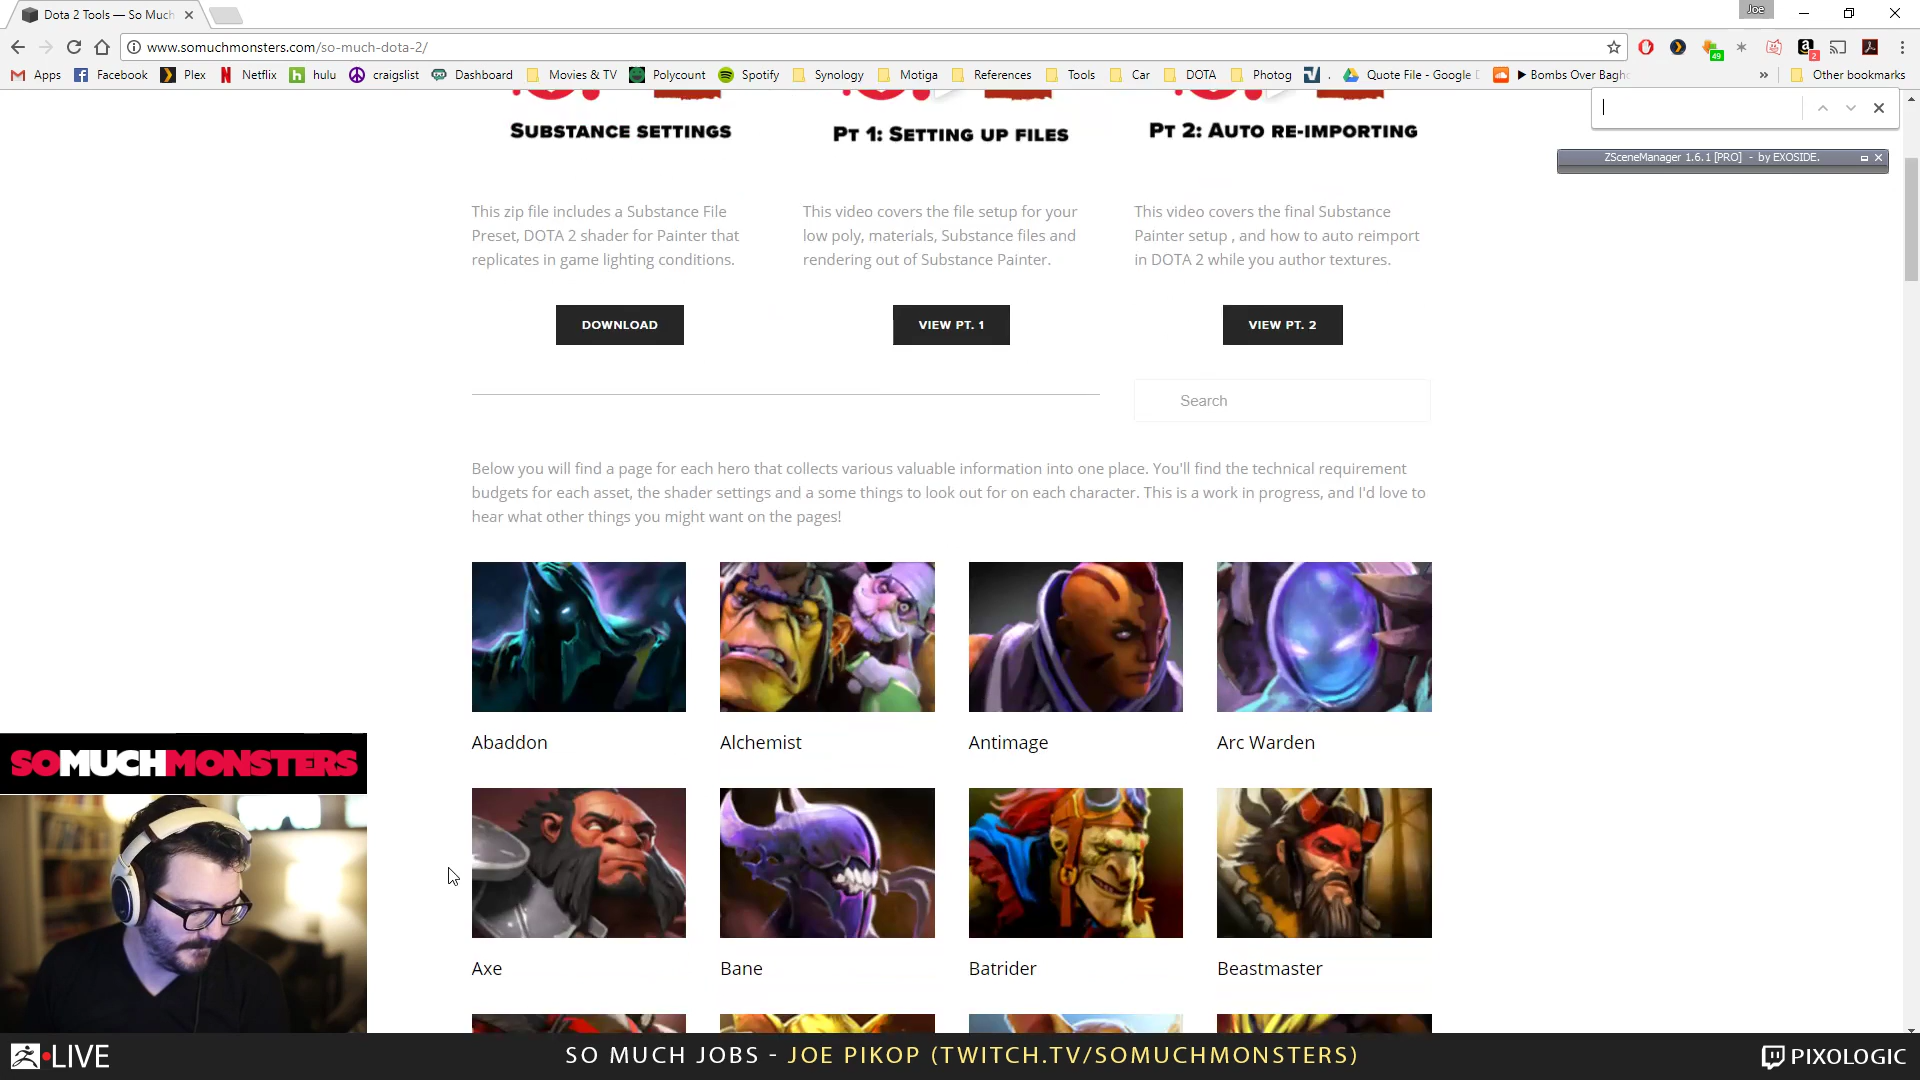 Dota 2 Tools — So Much
Joe
www.somuchmonsters.com/so-much-dota-2/
49
2
Apps Facebook Plex Netflix hulu craigslist Dashboard Movies & TV Polycount Spotify Synology Motiga References Tools Car DOTA Photog . Quote File - Google D ▶ Bombs Over Bagh » Other bookmarks
ZSceneManager 1.6.1 [PRO] - by EXOSIDE.
SUBSTANCE SETTINGS
PT 1: SETTING UP FILES
PT 2: AUTO RE-IMPORTING
This zip file includes a Substance File
Preset, DOTA 2 shader for Painter that
replicates in game lighting conditions.
This video covers the file setup for your
low poly, materials, Substance files and
rendering out of Substance Painter.
This video covers the final Substance
Painter setup , and how to auto reimport
in DOTA 2 while you author textures.
DOWNLOAD
VIEW PT. 1
VIEW PT. 2
Search
Below you will find a page for each hero that collects various valuable information into one place. You'll find the technical requirement
budgets for each asset, the shader settings and a some things to look out for on each character. This is a work in progress, and I'd love to
hear what other things you might want on the pages!
Abaddon
Alchemist
Antimage
Arc Warden
Axe
Bane
Batrider
Beastmaster
SOMUCHMONSTERS
LIVE
SO MUCH JOBS - JOE PIKOP (TWITCH.TV/SOMUCHMONSTERS)
PIXOLOGIC